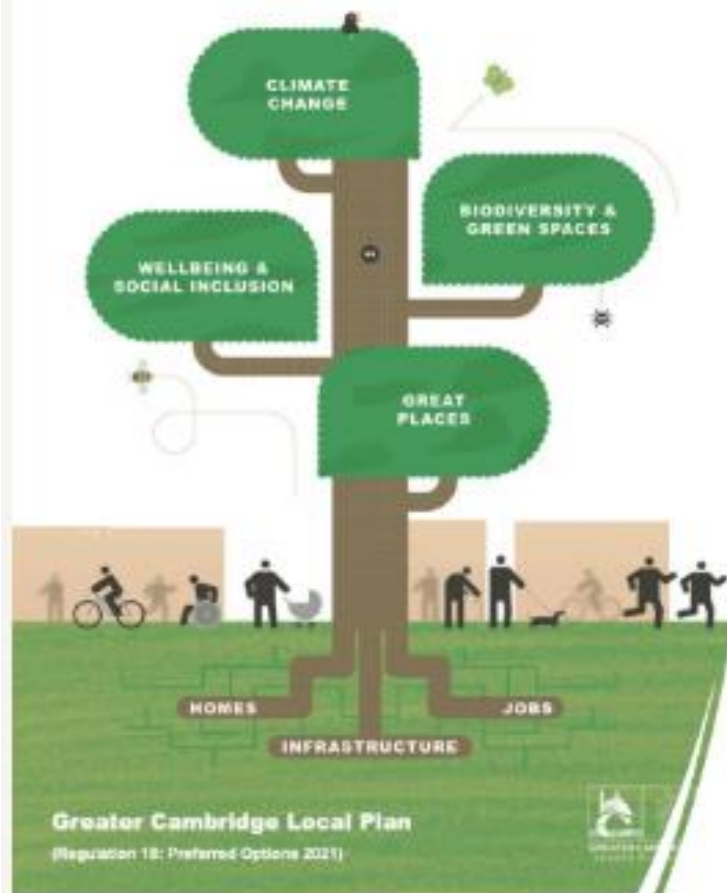 CLIMATE
CHANGE
BIODIVERSITY &
GREEN SPACES
WELLBEING &
SOCIAL INCLUSION
GREAT
PLACES
HOMES
JOBS
INFRASTRUCTURE
Greater Cambridge Local Plan
(Regulation 18: Preferred Options 2021)